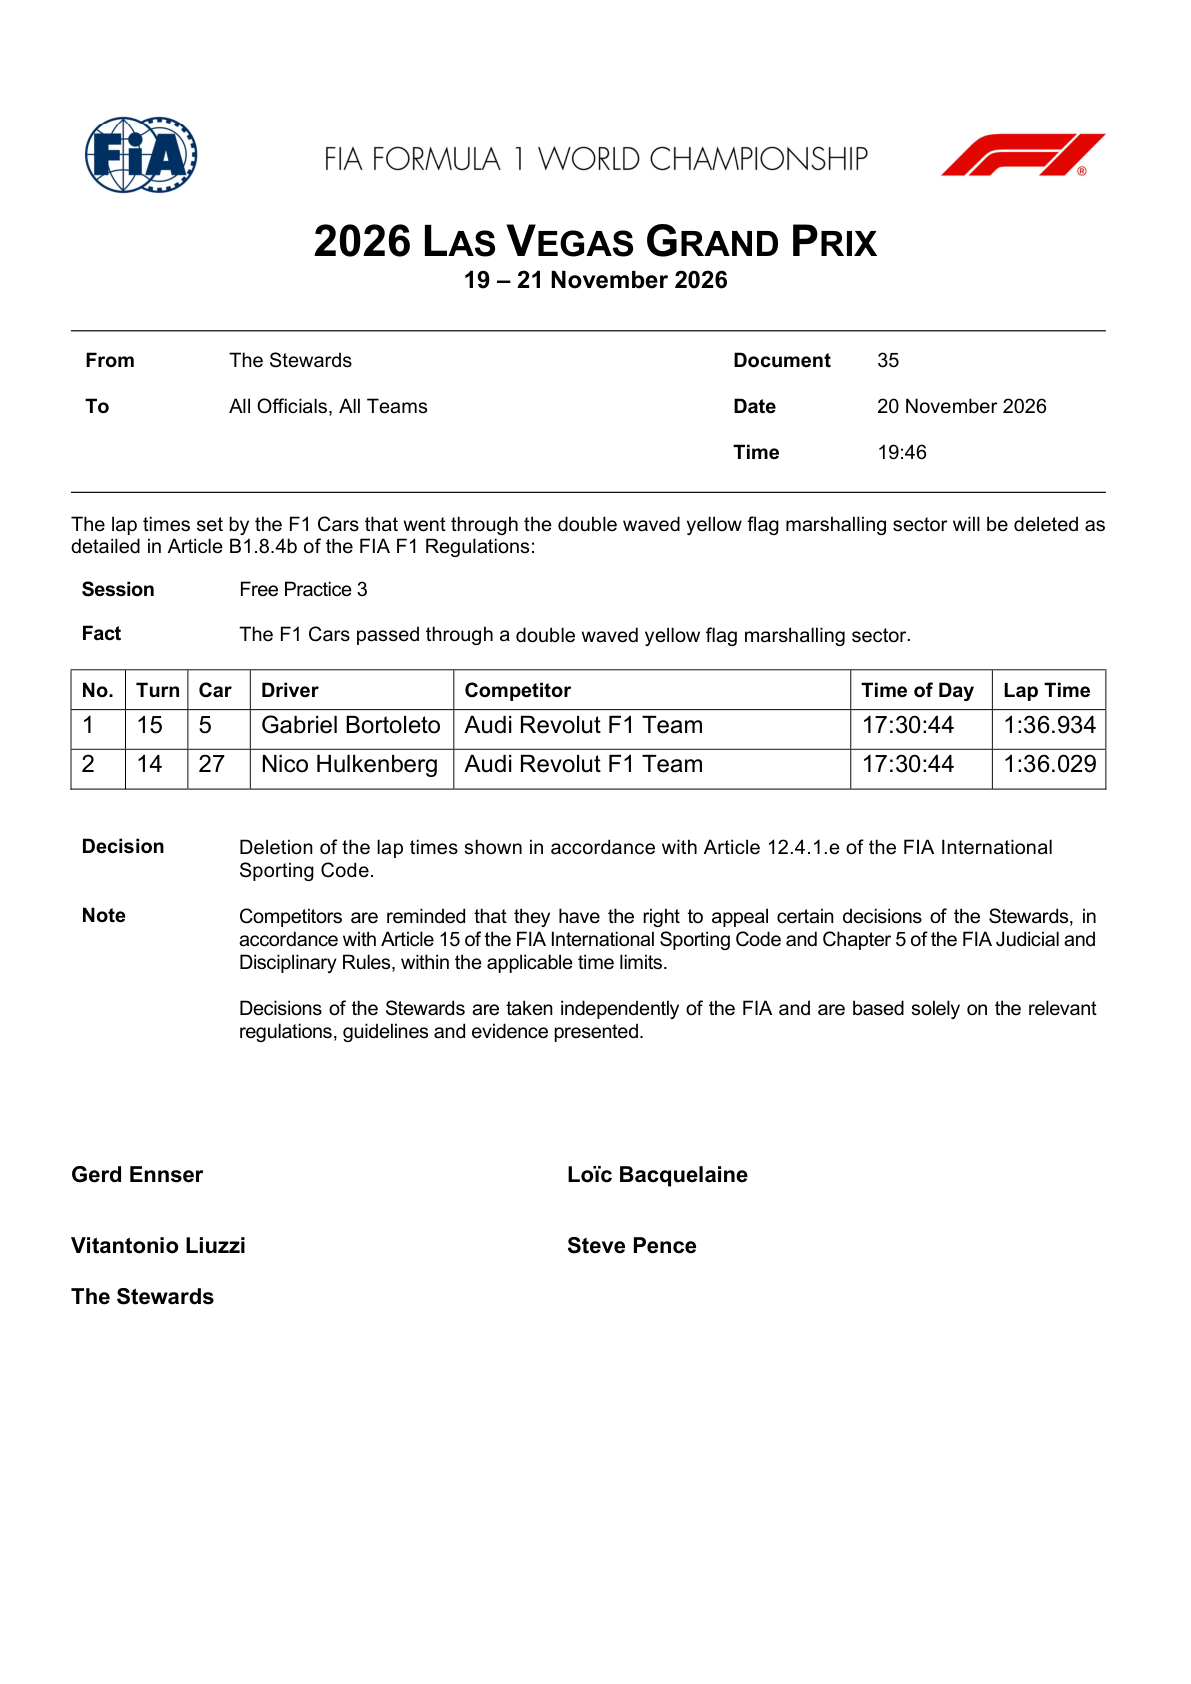 FIA
FIA FORMULA 1 WORLD CHAMPIONSHIP
F1®
2026 LAS VEGAS GRAND PRIX
19 – 21 November 2026
From The Stewards Document 35
To All Officials, All Teams Date 20 November 2026
Time 19:46
The lap times set by the F1 Cars that went through the double waved yellow flag marshalling sector will be deleted as
detailed in Article B1.8.4b of the FIA F1 Regulations:
Session Free Practice 3
Fact The F1 Cars passed through a double waved yellow flag marshalling sector.
No. Turn Car Driver Competitor Time of Day Lap Time
1 15 5 Gabriel Bortoleto Audi Revolut F1 Team 17:30:44 1:36.934
2 14 27 Nico Hulkenberg Audi Revolut F1 Team 17:30:44 1:36.029
Decision Deletion of the lap times shown in accordance with Article 12.4.1.e of the FIA International
Sporting Code.
Note Competitors are reminded that they have the right to appeal certain decisions of the Stewards, in
accordance with Article 15 of the FIA International Sporting Code and Chapter 5 of the FIA Judicial and
Disciplinary Rules, within the applicable time limits.
Decisions of the Stewards are taken independently of the FIA and are based solely on the relevant
regulations, guidelines and evidence presented.
Gerd Ennser Loïc Bacquelaine
Vitantonio Liuzzi Steve Pence
The Stewards